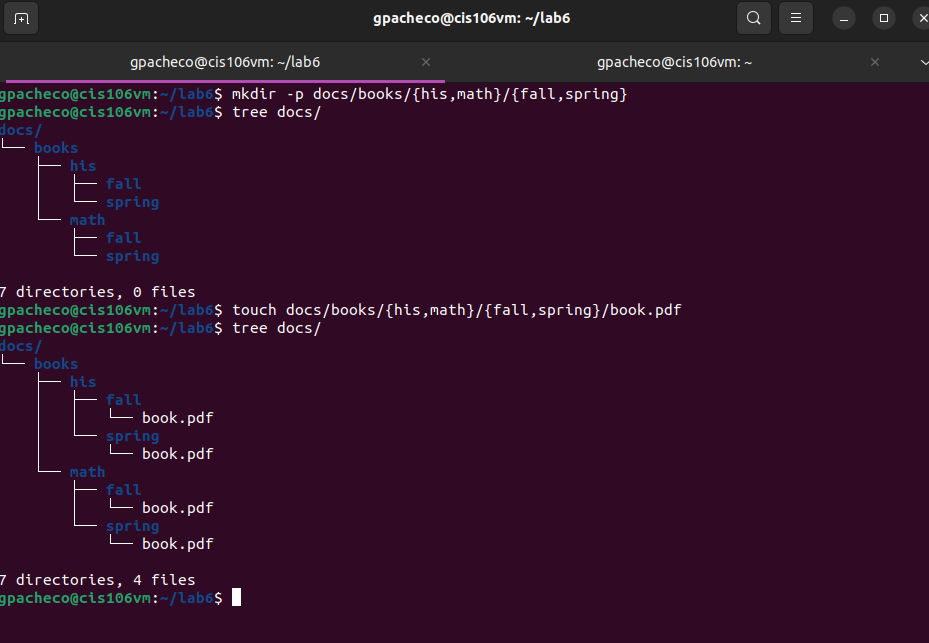 gpacheco@cis106vm: ~/lab6
gpacheco@cis106vm: ~/lab6
gpacheco@cis106vm: ~
gpacheco@cis106vm:~/lab6$ mkdir -p docs/books/{his,math}/{fall,spring}
gpacheco@cis106vm:~/lab6$ tree docs/
docs/
└── books
    ├── his
    │   ├── fall
    │   └── spring
    └── math
        ├── fall
        └── spring

7 directories, 0 files
gpacheco@cis106vm:~/lab6$ touch docs/books/{his,math}/{fall,spring}/book.pdf
gpacheco@cis106vm:~/lab6$ tree docs/
docs/
└── books
    ├── his
    │   ├── fall
    │   │   └── book.pdf
    │   └── spring
    │       └── book.pdf
    └── math
        ├── fall
        │   └── book.pdf
        └── spring
            └── book.pdf

7 directories, 4 files
gpacheco@cis106vm:~/lab6$